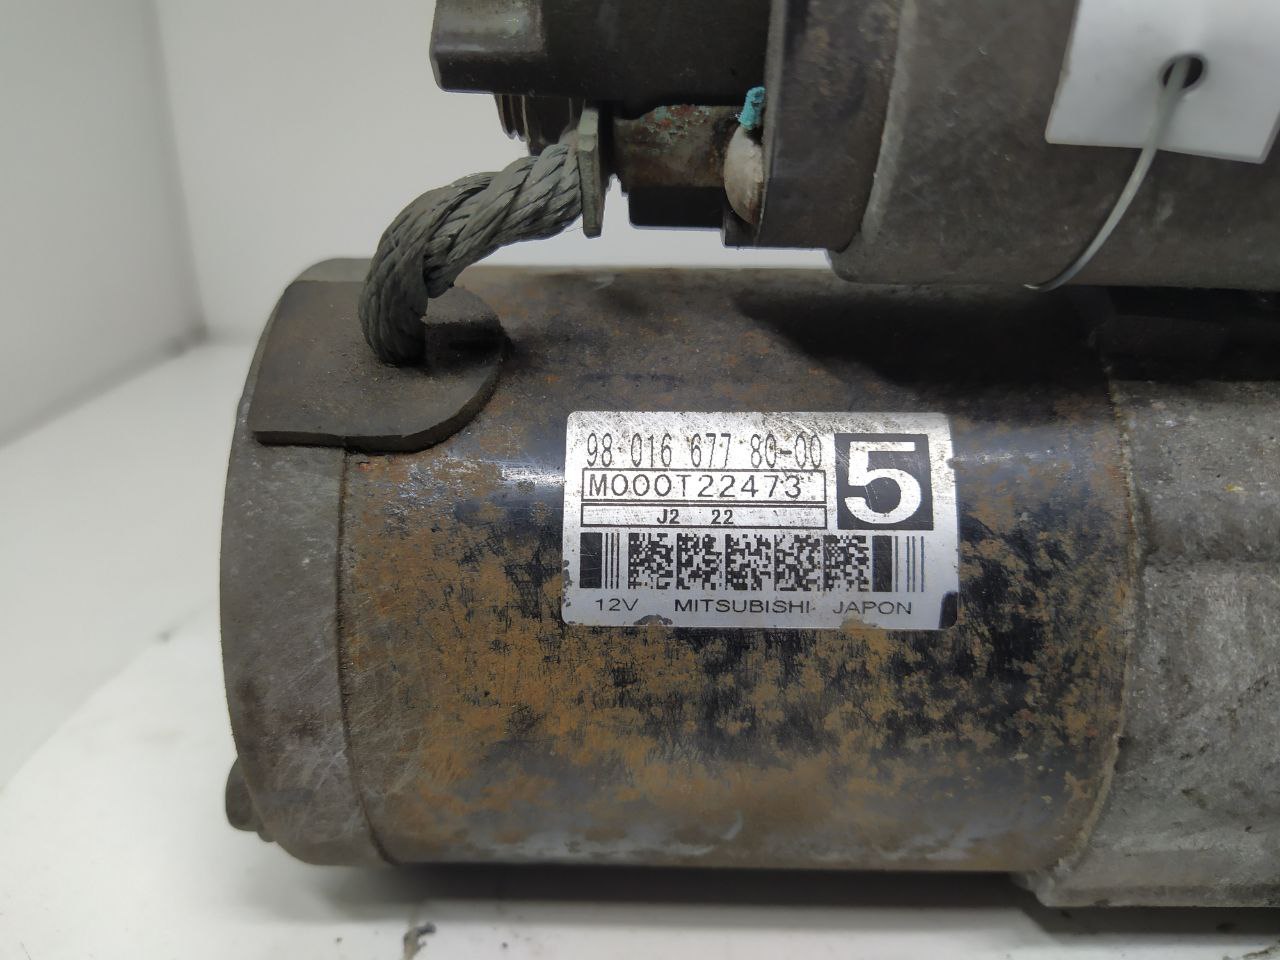 98 016 677 80-00
5
M000T22473
J2 22
12V MITSUBISHI JAPON